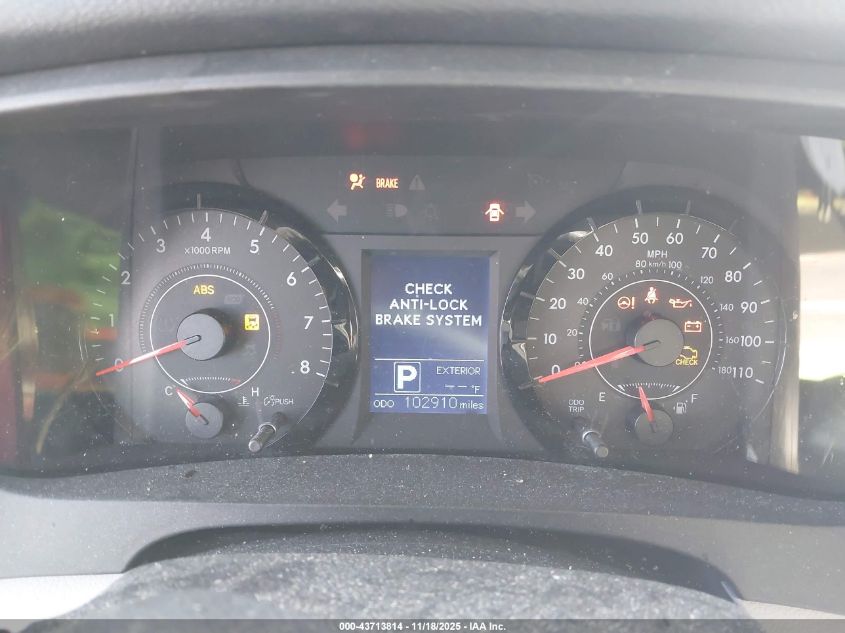 BRAKE
4
3
5
×1000 RPM
2
6
ABS
1
7
0
8
C
H
PUSH
CHECK
ANTI-LOCK
BRAKE SYSTEM
P
EXTERIOR
-- °F
ODO 102910 miles
50
MPH
60
40
70
80 km/h 100
30
60
120
80
20
40
140
90
10
20
160
100
0
0
CHECK
180
110
ODO
TRIP
E
F
000-43713814 - 11/18/2025 - IAA Inc.